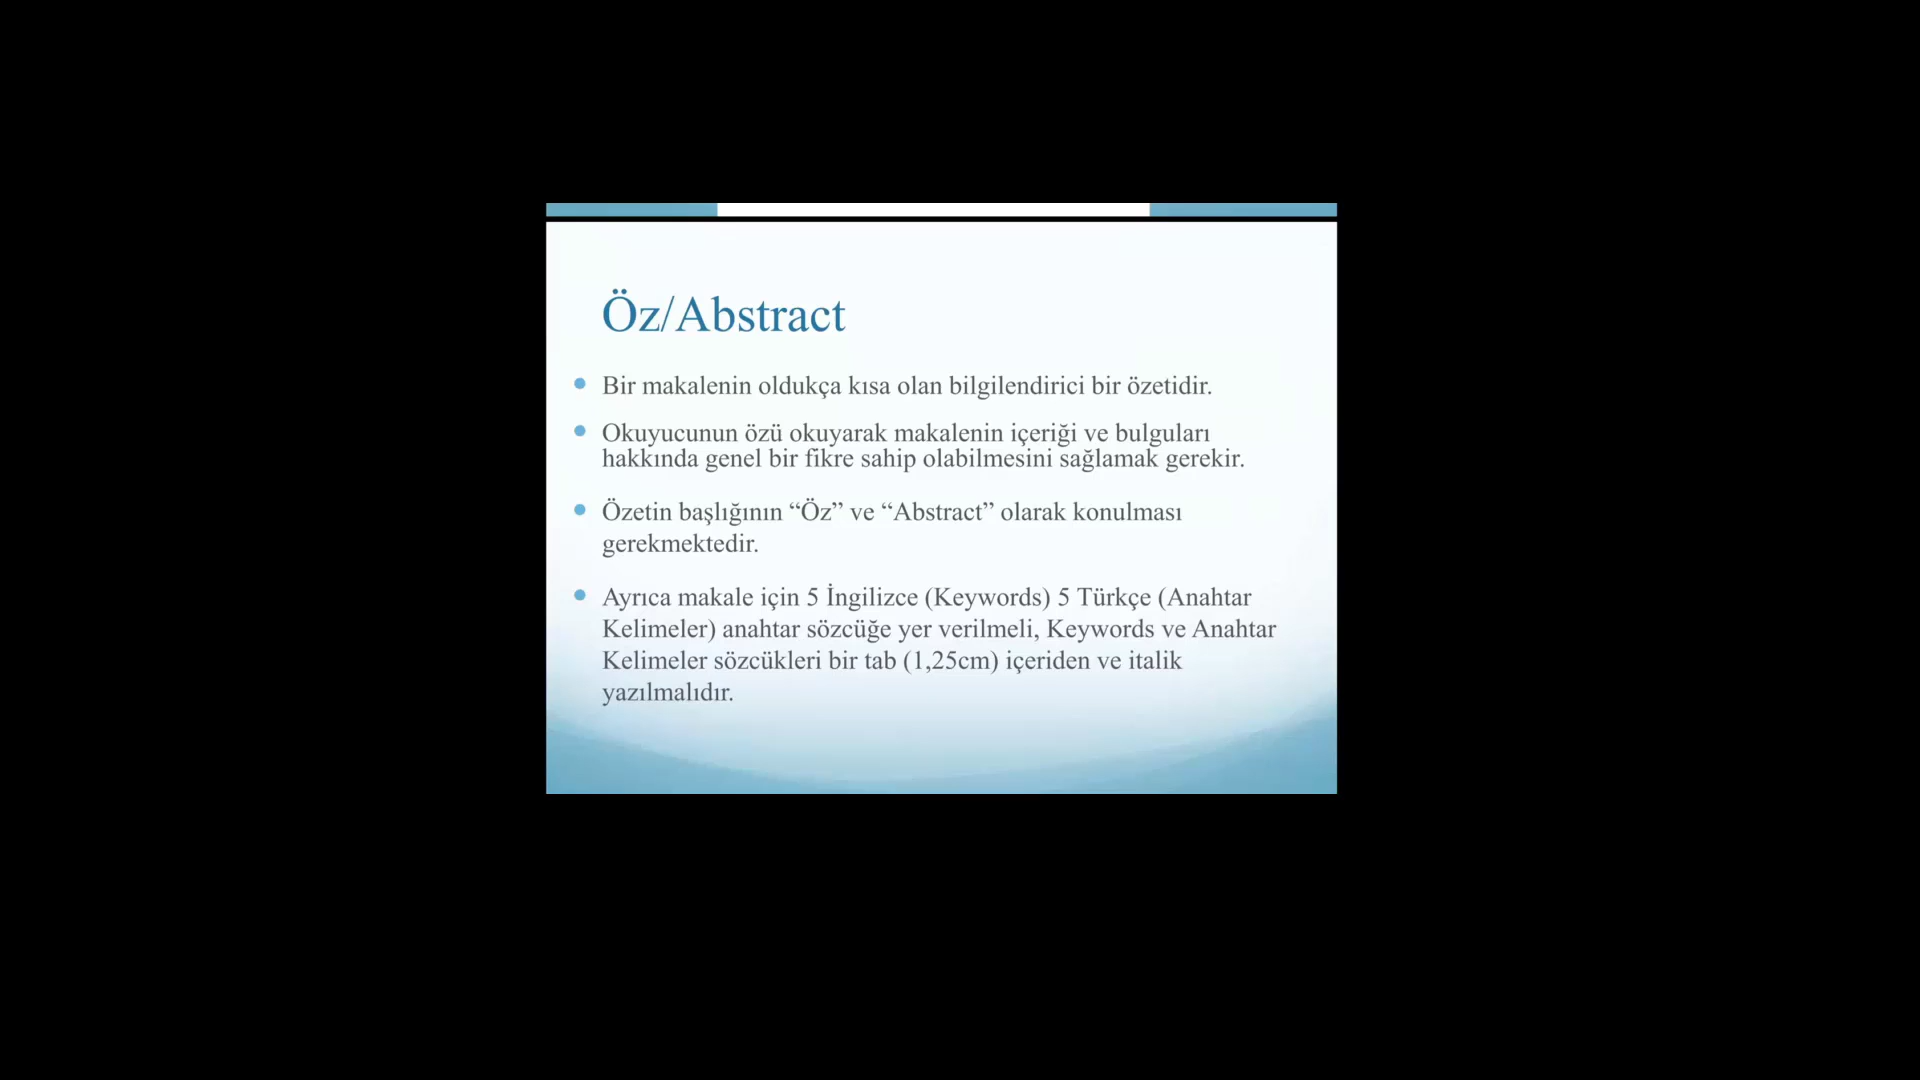 Öz/Abstract
Bir makalenin oldukça kısa olan bilgilendirici bir özetidir.
Okuyucunun özü okuyarak makalenin içeriği ve bulguları
hakkında genel bir fikre sahip olabilmesini sağlamak gerekir.
Özetin başlığının “Öz” ve “Abstract” olarak konulması
gerekmektedir.
Ayrıca makale için 5 İngilizce (Keywords) 5 Türkçe (Anahtar
Kelimeler) anahtar sözcüğe yer verilmeli, Keywords ve Anahtar
Kelimeler sözcükleri bir tab (1,25cm) içeriden ve italik
yazılmalıdır.